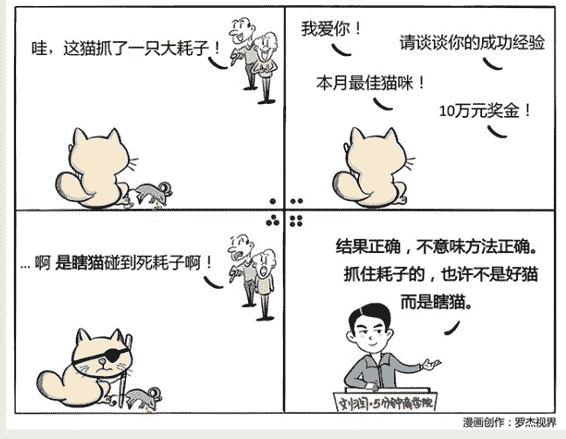 哇，这猫抓了一只大耗子！
我爱你！
请谈谈你的成功经验
本月最佳猫咪！
10万元奖金！
... 啊 是瞎猫碰到死耗子啊！
结果正确，不意味方法正确。
抓住耗子的，也许不是好猫
而是瞎猫。
刘润·5分钟商学院
漫画创作：罗杰视界